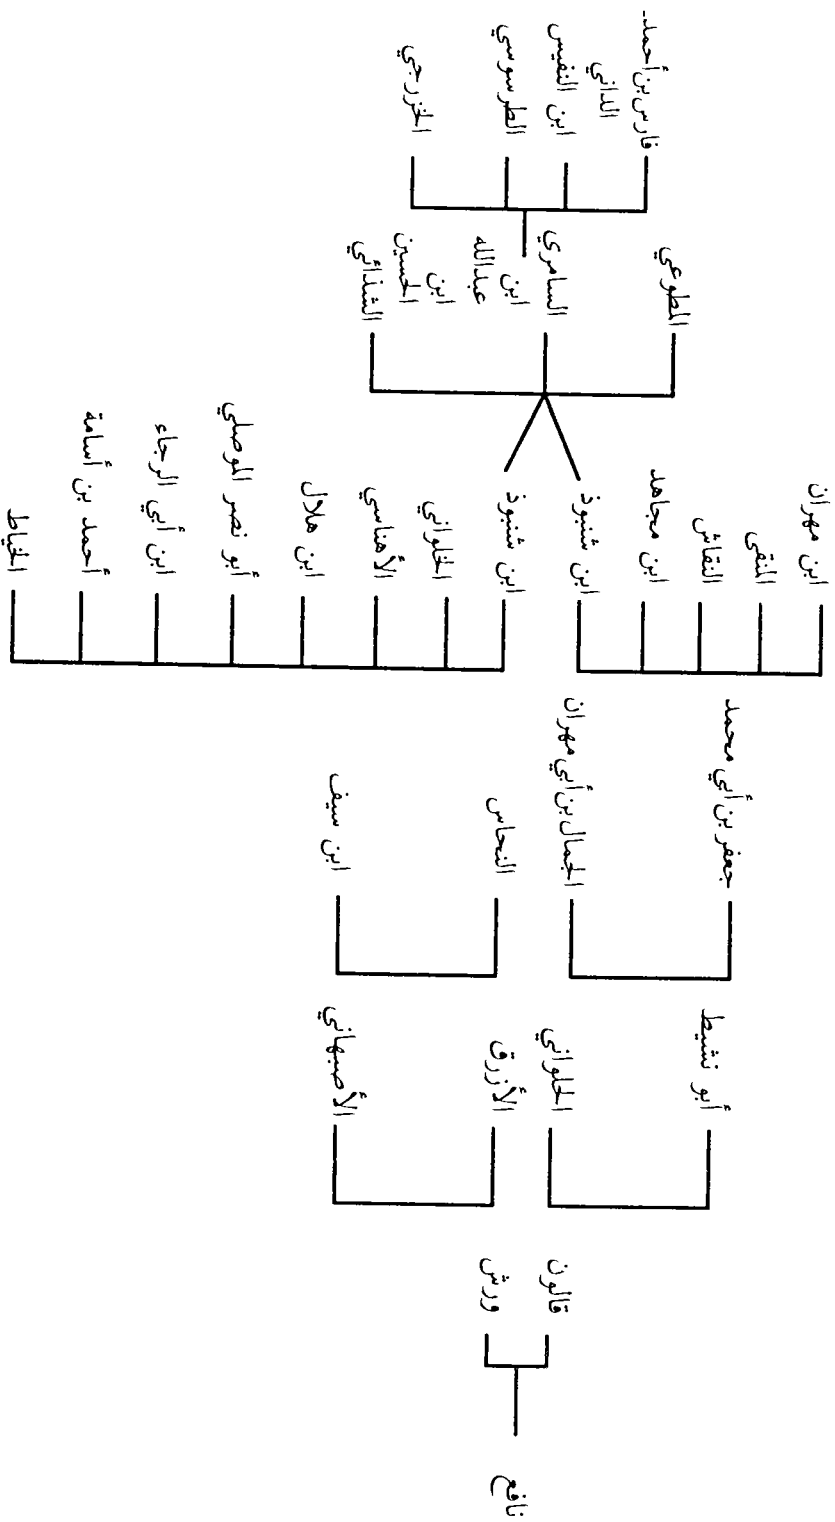 نافع
قالون
ورش
أبو نشيط
الحلواني
الأزرق
الأصبهاني
جعفر بن أبي محمد
الجمال بن أبي مهران
النحاس
ابن سيف
ابن مهران
المنقى
النقاش
ابن مجاهد
ابن شنبوذ
ابن شنبوذ
الخلواني
الأهناسي
ابن هلال
أبو نصر الموصلي
ابن أبي الرجاء
أحمد بن أسامة
الخياط
المطوعي
السامري
ابن
عبدالله
ابن
الحسين
الشذائي
فارس بن أحمد-
الداني
ابن النفيس
الطرسوسي
الخزرجي